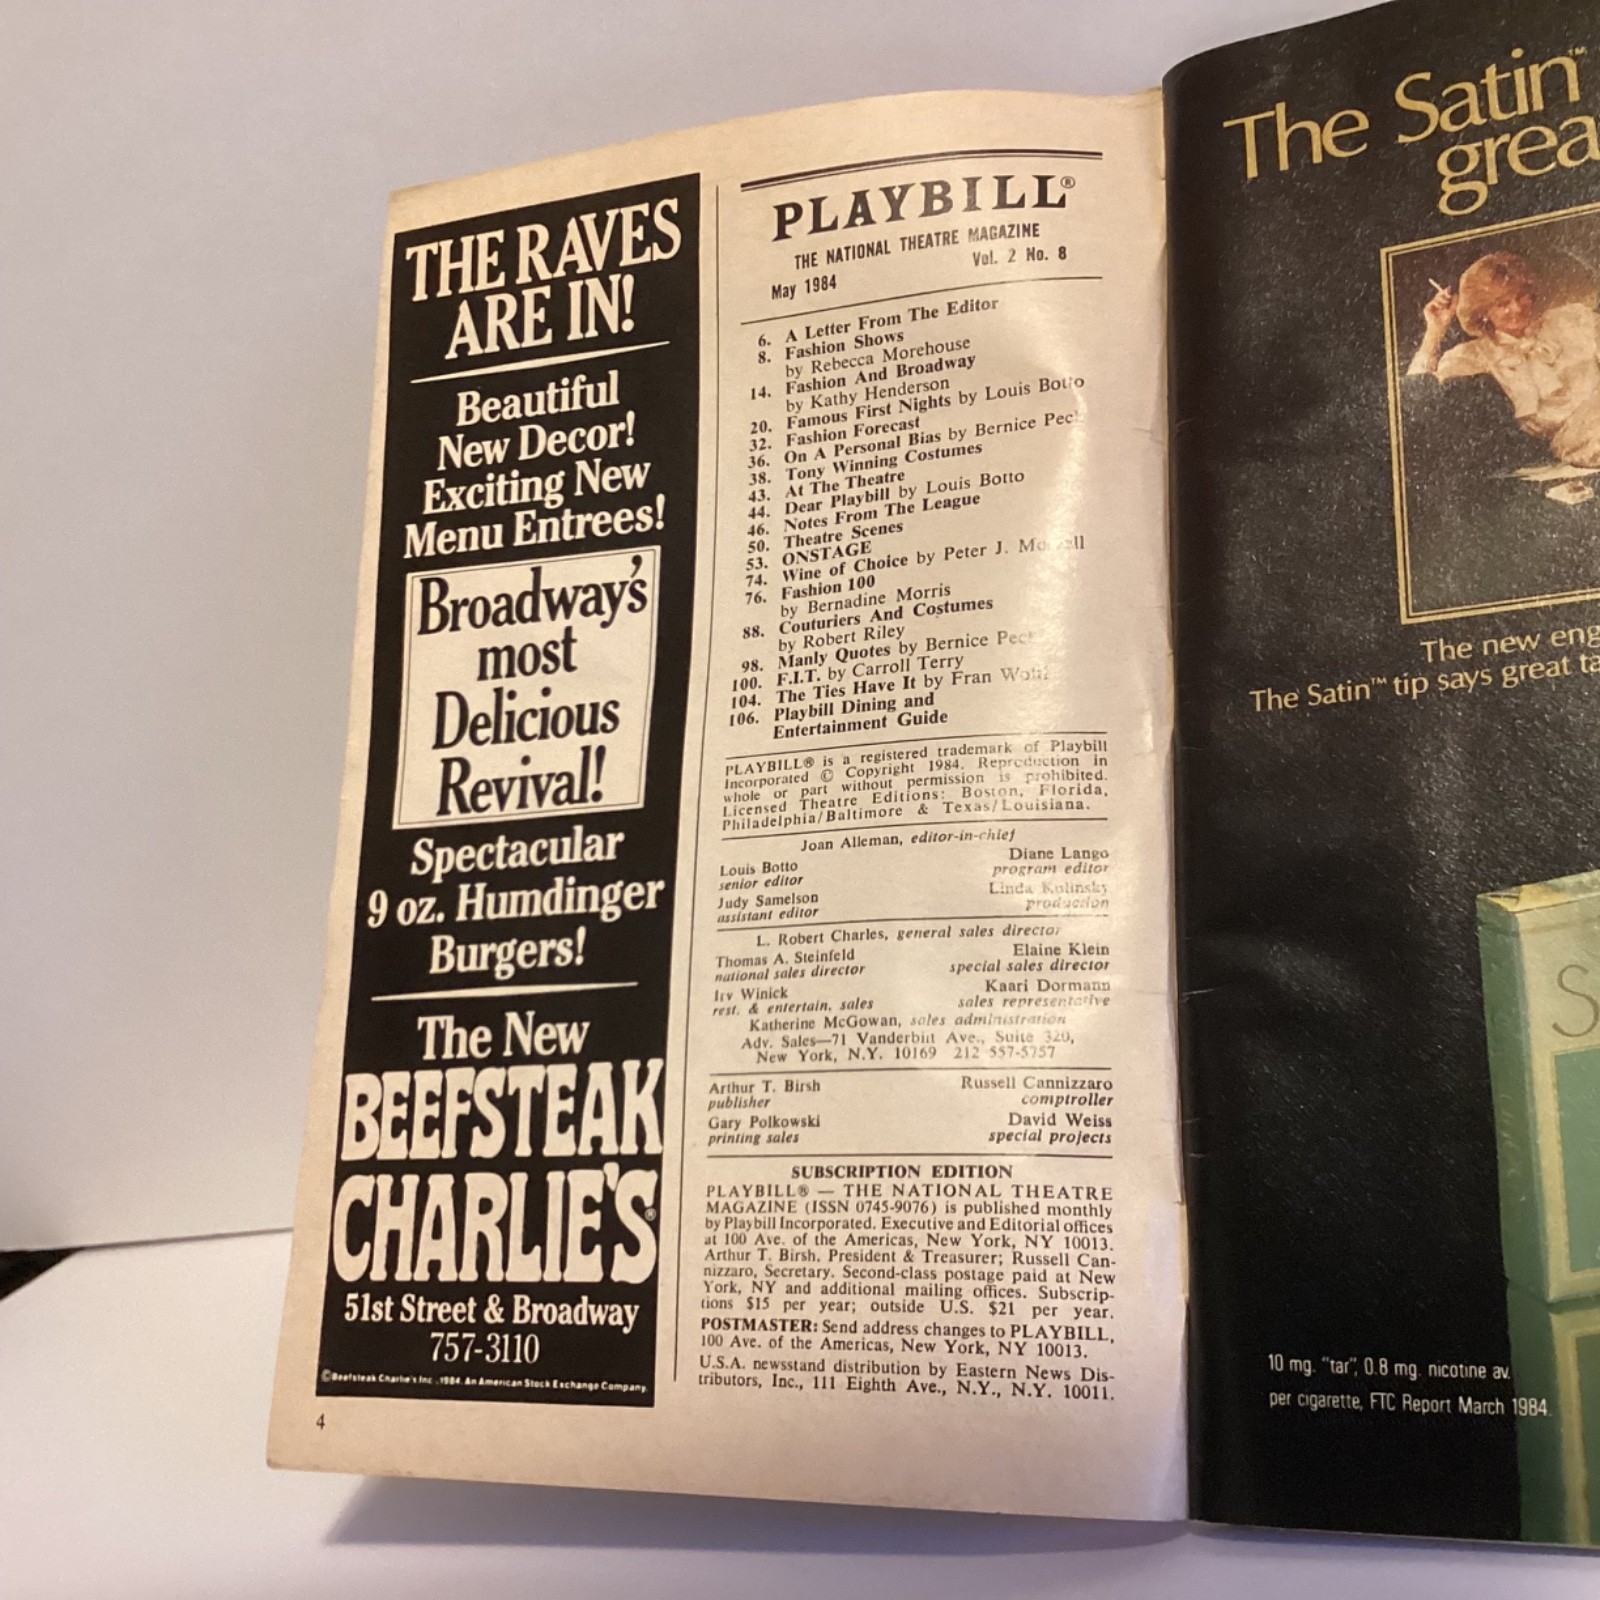 THE RAVES
ARE IN!
Beautiful
New Decor!
Exciting New
Menu Entrees!
Broadway's
most
Delicious
Revival!
Spectacular
9 oz. Humdinger
Burgers!
The New
BEEFSTEAK
CHARLIE'S®
51st Street & Broadway
757-3110
©Beefsteak Charlie's Inc., 1984. An American Stock Exchange Company.
4
PLAYBILL®
THE NATIONAL THEATRE MAGAZINE
May 1984 Vol. 2 No. 8
6. A Letter From The Editor
8. Fashion Shows
by Rebecca Morehouse
14. Fashion And Broadway
by Kathy Henderson
20. Famous First Nights by Louis Botto
32. Fashion Forecast
36. On A Personal Bias by Bernice Peck
38. Tony Winning Costumes
43. At The Theatre
44. Dear Playbill by Louis Botto
46. Notes From The League
50. Theatre Scenes
53. ONSTAGE
74. Wine of Choice by Peter J.
76. Fashion 100
by Bernadine Morris
88. Couturiers And Costumes
by Robert Riley
98. Manly Quotes by Bernice Peck
100. F.I.T. by Carroll Terry
104. The Ties Have It by Fran
106. Playbill Dining and
Entertainment Guide
PLAYBILL® is a registered trademark of Playbill
Incorporated © Copyright 1984. Reproduction in
whole or part without permission is prohibited.
Licensed Theatre Editions: Boston, Florida,
Philadelphia/Baltimore & Texas/Louisiana.
Joan Alleman, editor-in-chief
Louis Botto Diane Lango
senior editor program editor
Judy Samelson Linda Kolinsky
assistant editor production
L. Robert Charles, general sales director
Thomas A. Steinfeld Elaine Klein
national sales director special sales director
Irv Winick Kaari Dormann
rest. & entertain. sales sales representative
Katherine McGowan, sales administration
Adv. Sales—71 Vanderbilt Ave., Suite 320,
New York, N.Y. 10169 212 557-5757
Arthur T. Birsh Russell Cannizzaro
publisher comptroller
Gary Polkowski David Weiss
printing sales special projects
SUBSCRIPTION EDITION
PLAYBILL® — THE NATIONAL THEATRE
MAGAZINE (ISSN 0745-9076) is published monthly
by Playbill Incorporated. Executive and Editorial offices
at 100 Ave. of the Americas, New York, NY 10013.
Arthur T. Birsh, President & Treasurer; Russell Can-
nizzaro, Secretary. Second-class postage paid at New
York, NY and additional mailing offices. Subscrip-
tions $15 per year; outside U.S. $21 per year.
POSTMASTER: Send address changes to PLAYBILL,
100 Ave. of the Americas, New York, NY 10013.
U.S.A. newsstand distribution by Eastern News Dis-
tributors, Inc., 111 Eighth Ave., N.Y., N.Y. 10011.
The Satin™
grea
The new eng
The Satin™ tip says great ta
S
10 mg. "tar", 0.8 mg. nicotine av.
per cigarette, FTC Report March 1984.